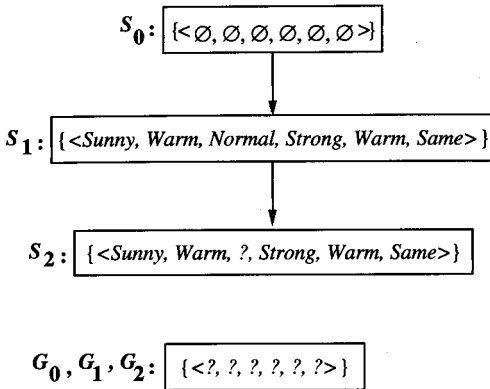 S0: {<∅, ∅, ∅, ∅, ∅, ∅>}
S1: {<Sunny, Warm, Normal, Strong, Warm, Same>}
S2: {<Sunny, Warm, ?, Strong, Warm, Same>}
G0, G1, G2: {<?, ?, ?, ?, ?, ?>}